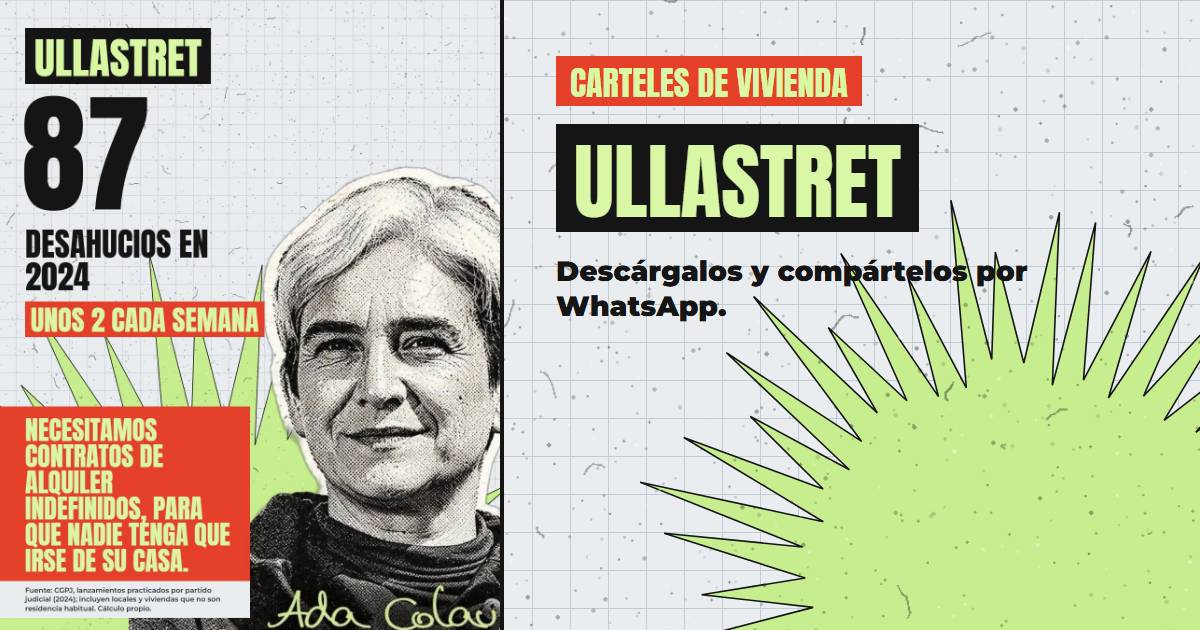 ULLASTRET
87
DESAHUCIOS EN
2024
UNOS 2 CADA SEMANA
NECESITAMOS
CONTRATOS DE
ALQUILER
INDEFINIDOS, PARA
QUE NADIE TENGA QUE
IRSE DE SU CASA.
Fuente: CGPJ, lanzamientos practicados por partido
judicial (2024); incluyen locales y viviendas que no son
residencia habitual. Cálculo propio.
Ada Colau
CARTELES DE VIVIENDA
ULLASTRET
Descárgalos y compártelos por
WhatsApp.